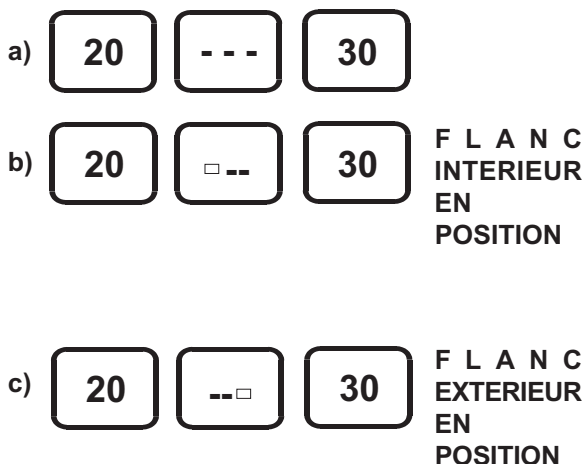 a) 20 - - - 30
b) 20 □-- 30
F L A N C
INTERIEUR
EN
POSITION
c) 20 --□ 30
F L A N C
EXTERIEUR
EN
POSITION